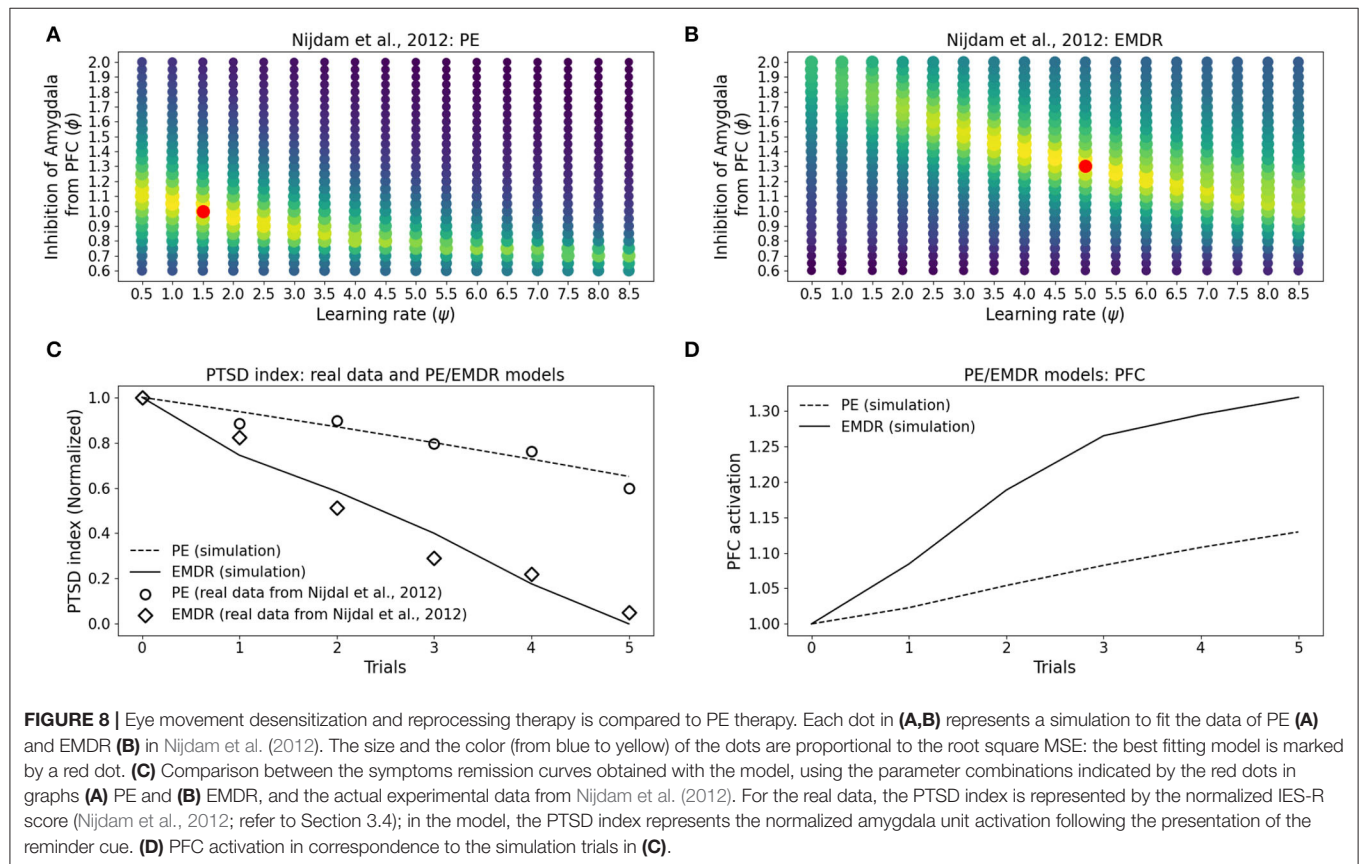 A
Nijdam et al., 2012: PE
Inhibition of Amygdala
from PFC (ϕ)
2.0
1.9
1.8
1.7
1.6
1.5
1.4
1.3
1.2
1.1
1.0
0.9
0.8
0.7
0.6
0.5 1.0 1.5 2.0 2.5 3.0 3.5 4.0 4.5 5.0 5.5 6.0 6.5 7.0 7.5 8.0 8.5
Learning rate (ψ)
B
Nijdam et al., 2012: EMDR
Inhibition of Amygdala
from PFC (ϕ)
2.0
1.9
1.8
1.7
1.6
1.5
1.4
1.3
1.2
1.1
1.0
0.9
0.8
0.7
0.6
0.5 1.0 1.5 2.0 2.5 3.0 3.5 4.0 4.5 5.0 5.5 6.0 6.5 7.0 7.5 8.0 8.5
Learning rate (ψ)
C
PTSD index: real data and PE/EMDR models
PTSD index (Normalized)
1.0
0.8
0.6
0.4
0.2
0.0
PE (simulation)
EMDR (simulation)
PE (real data from Nijdal et al., 2012)
EMDR (real data from Nijdal et al., 2012)
0 1 2 3 4 5
Trials
D
PE/EMDR models: PFC
PFC activation
1.30
1.25
1.20
1.15
1.10
1.05
1.00
PE (simulation)
EMDR (simulation)
0 1 2 3 4 5
Trials
FIGURE 8 | Eye movement desensitization and reprocessing therapy is compared to PE therapy. Each dot in (A,B) represents a simulation to fit the data of PE (A)
and EMDR (B) in Nijdam et al. (2012). The size and the color (from blue to yellow) of the dots are proportional to the root square MSE: the best fitting model is marked
by a red dot. (C) Comparison between the symptoms remission curves obtained with the model, using the parameter combinations indicated by the red dots in
graphs (A) PE and (B) EMDR, and the actual experimental data from Nijdam et al. (2012). For the real data, the PTSD index is represented by the normalized IES-R
score (Nijdam et al., 2012; refer to Section 3.4); in the model, the PTSD index represents the normalized amygdala unit activation following the presentation of the
reminder cue. (D) PFC activation in correspondence to the simulation trials in (C).